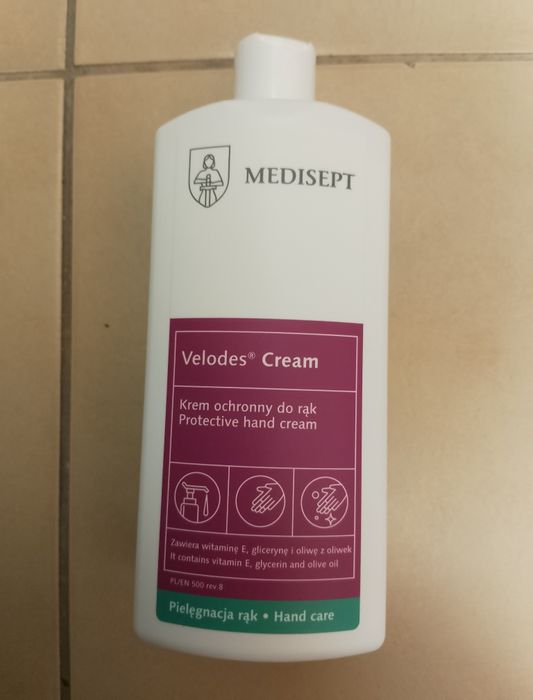 MEDISEPT
Velodes® Cream
Krem ochronny do rąk
Protective hand cream
Zawiera witaminę E, glicerynę i oliwę z oliwek
It contains vitamin E, glycerin and olive oil
PL/EN 500 rev.8
Pielęgnacja rąk • Hand care